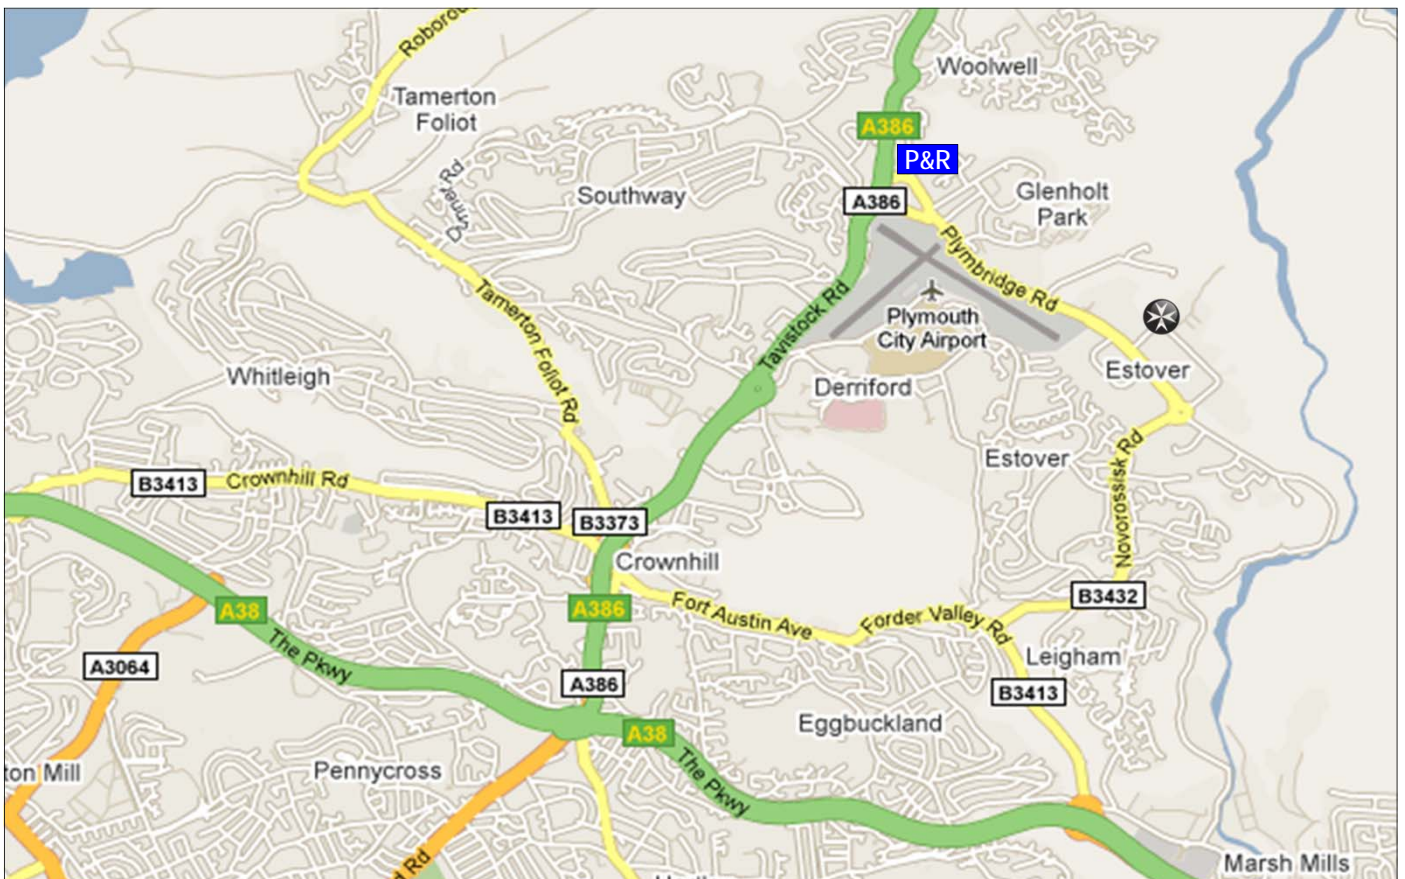 Roboro
Woolwell
Tamerton
Foliot
A386
P&R
Dunnet Rd
Southway
A386
Glenholt
Park
Plymbridge Rd
Tamerton Foliot Rd
Tavistock Rd
Plymouth
City Airport
Whitleigh
Derriford
Estover
Estover
Novorossisk Rd
B3413
Crownhill Rd
B3413
B3373
Crownhill
B3432
A38
A386
Fort Austin Ave
Forder Valley Rd
The Pkwy
A3064
A386
Leigham
B3413
Eggbuckland
A38
ton Mill
Pennycross
The Pkwy
Rd
Marsh Mills